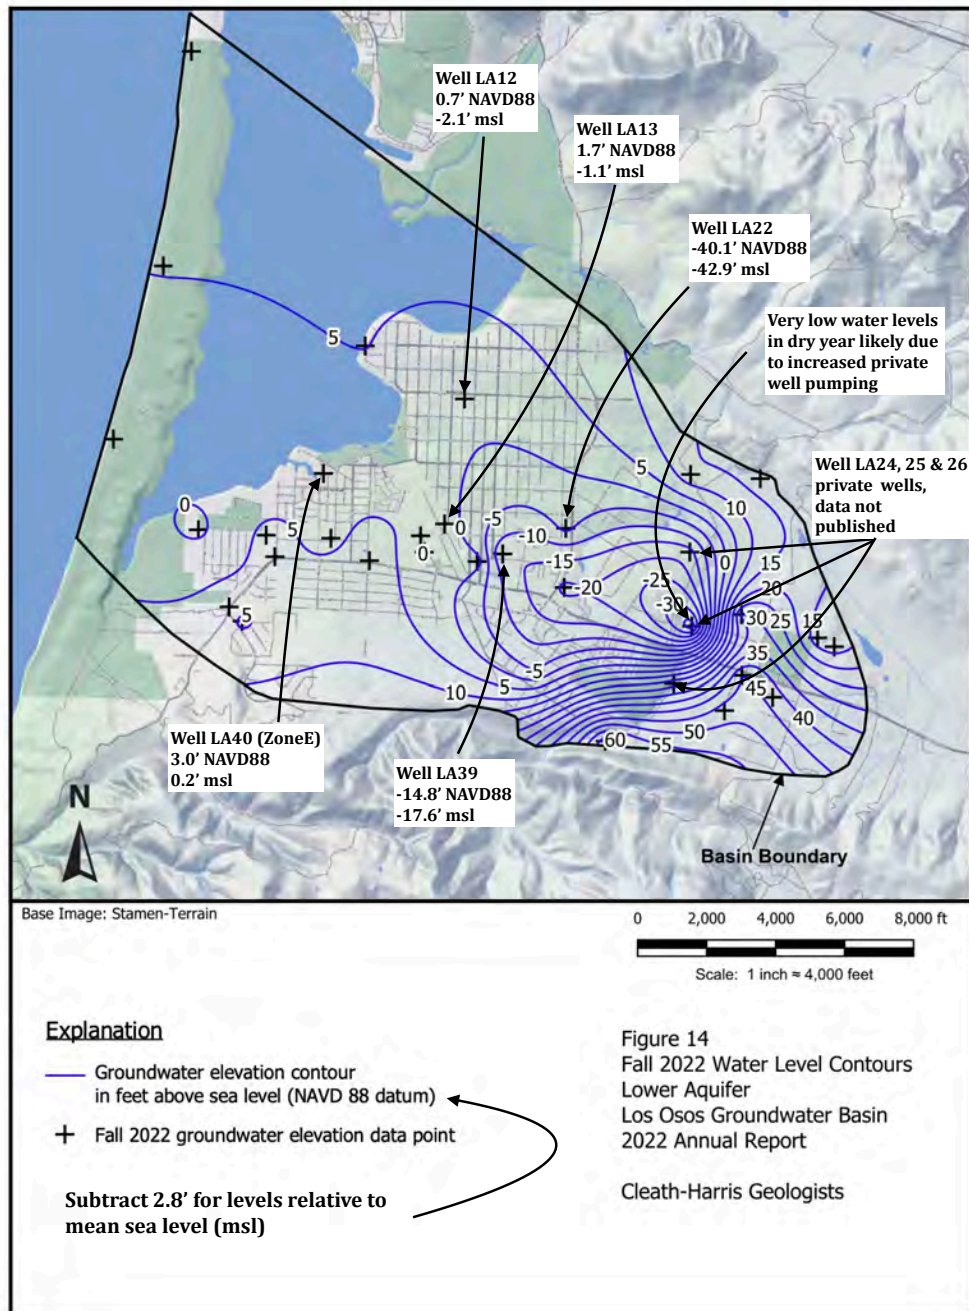 Well LA12
0.7’ NAVD88
-2.1’ msl
Well LA13
1.7’ NAVD88
-1.1’ msl
Well LA22
-40.1’ NAVD88
-42.9’ msl
Very low water levels
in dry year likely due
to increased private
well pumping
Well LA24, 25 & 26
private wells,
data not
published
5
5
10
15
20
0
0
5
0
0
-5
-10
-15
-20
-25
-30
30
25
15
35
45
40
5
-5
5
10
50
55
60
Well LA40 (ZoneE)
3.0’ NAVD88
0.2’ msl
Well LA39
-14.8’ NAVD88
-17.6’ msl
N
Basin Boundary
Base Image: Stamen-Terrain
0 2,000 4,000 6,000 8,000 ft
Scale: 1 inch ≈ 4,000 feet
Explanation
Groundwater elevation contour
in feet above sea level (NAVD 88 datum)
Fall 2022 groundwater elevation data point
Subtract 2.8’ for levels relative to
mean sea level (msl)
Figure 14
Fall 2022 Water Level Contours
Lower Aquifer
Los Osos Groundwater Basin
2022 Annual Report
Cleath-Harris Geologists